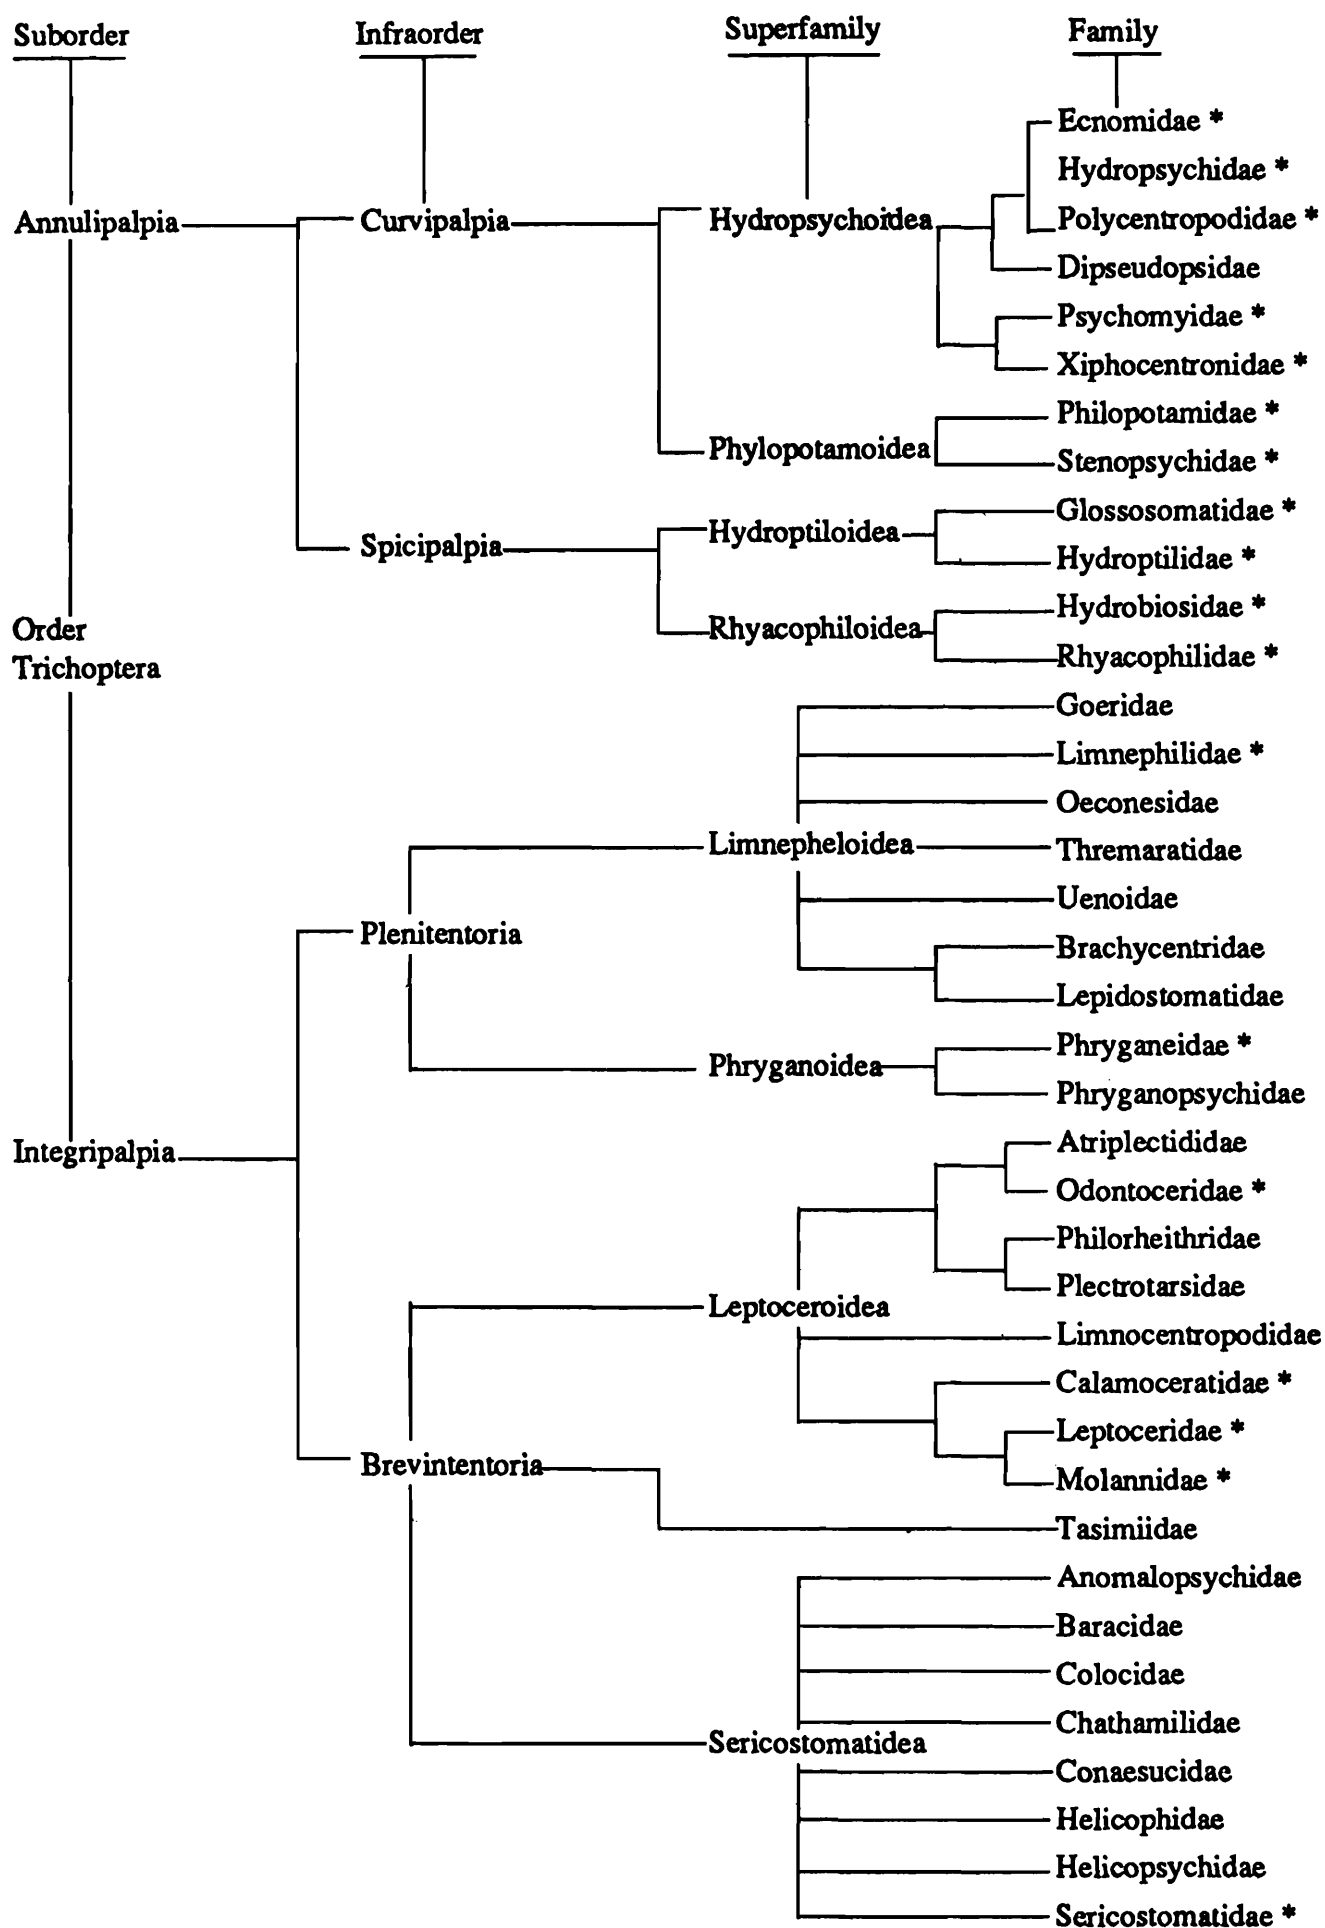 Suborder
Infraorder
Superfamily
Family
Ecnomidae *
Hydropsychidae *
Annulipalpia
Curvipalpia
Hydropsychoidea
Polycentropodidae *
Dipseudopsidae
Psychomyidae *
Xiphocentronidae *
Philopotamidae *
Phylopotamoidea
Stenopsychidae *
Glossosomatidae *
Spicipalpia
Hydroptiloidea
Hydroptilidae *
Hydrobiosidae *
Order
Trichoptera
Rhyacophiloidea
Rhyacophilidae *
Goeridae
Limnephilidae *
Oeconesidae
Limnepheloidea
Thremaratidae
Uenoidae
Plenitentoria
Brachycentridae
Lepidostomatidae
Phryganeidae *
Phryganoidea
Phryganopsychidae
Integripalpia
Atriplectididae
Odontoceridae *
Philorheithridae
Plectrotarsidae
Leptoceroidea
Limnocentropodidae
Calamoceratidae *
Leptoceridae *
Brevintentoria
Molannidae *
Tasimiidae
Anomalopsychidae
Baracidae
Colocidae
Chathamilidae
Sericostomatidea
Conaesucidae
Helicophidae
Helicopsychidae
Sericostomatidae *